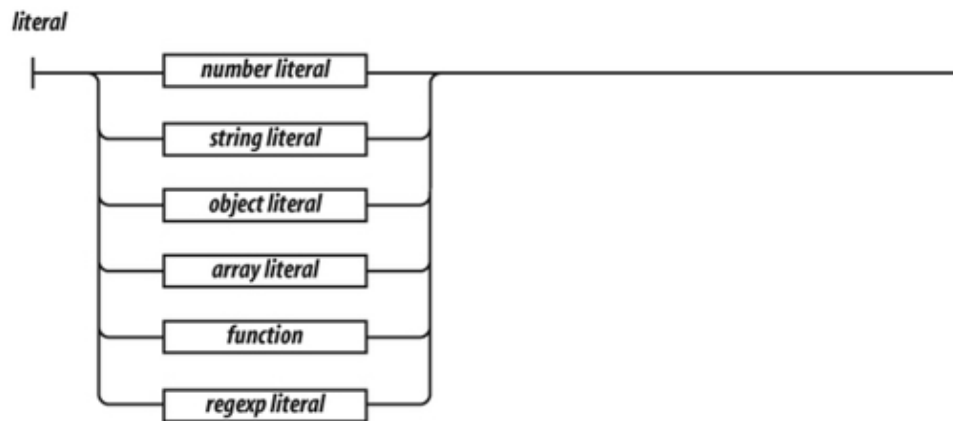 literal
number literal
string literal
object literal
array literal
function
regexp literal